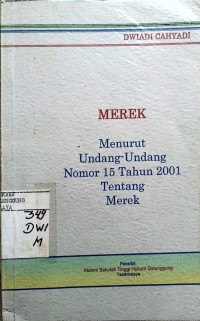 DWIADI CAHYADI
MEREK
Menurut
Undang-Undang
Nomor 15 Tahun 2001
Tentang
Merek
349
DWI
M
Penerbit
Alumni Sekolah Tinggi Hukum Galunggung
Tasikmalaya